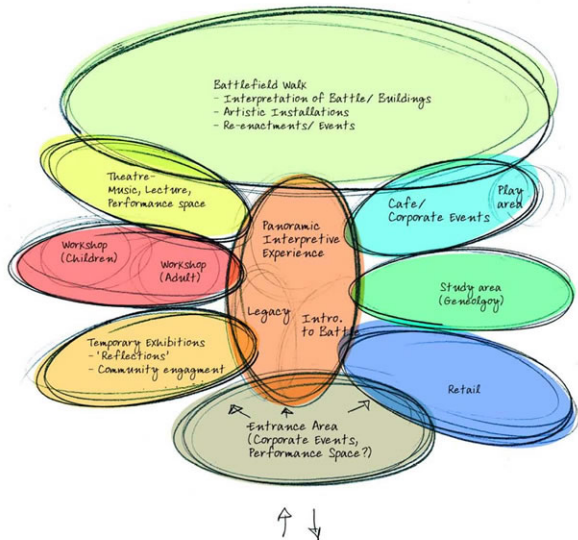 Battlefield Walk
- Interpretation of Battle/ Buildings
- Artistic Installations
- Re-enactments/ Events
Theatre-
Music, Lecture,
Performance space
Cafe/
Corporate Events
Play
area
Panoramic
Interpretive
Experience
Workshop
(Children)
Workshop
(Adult)
Study area
(Geneolgoy)
Legacy
Intro.
to Battle
Temporary Exhibitions
- 'Reflections'
- Community engagment
Retail
Entrance Area
(Corporate Events,
Performance Space?)